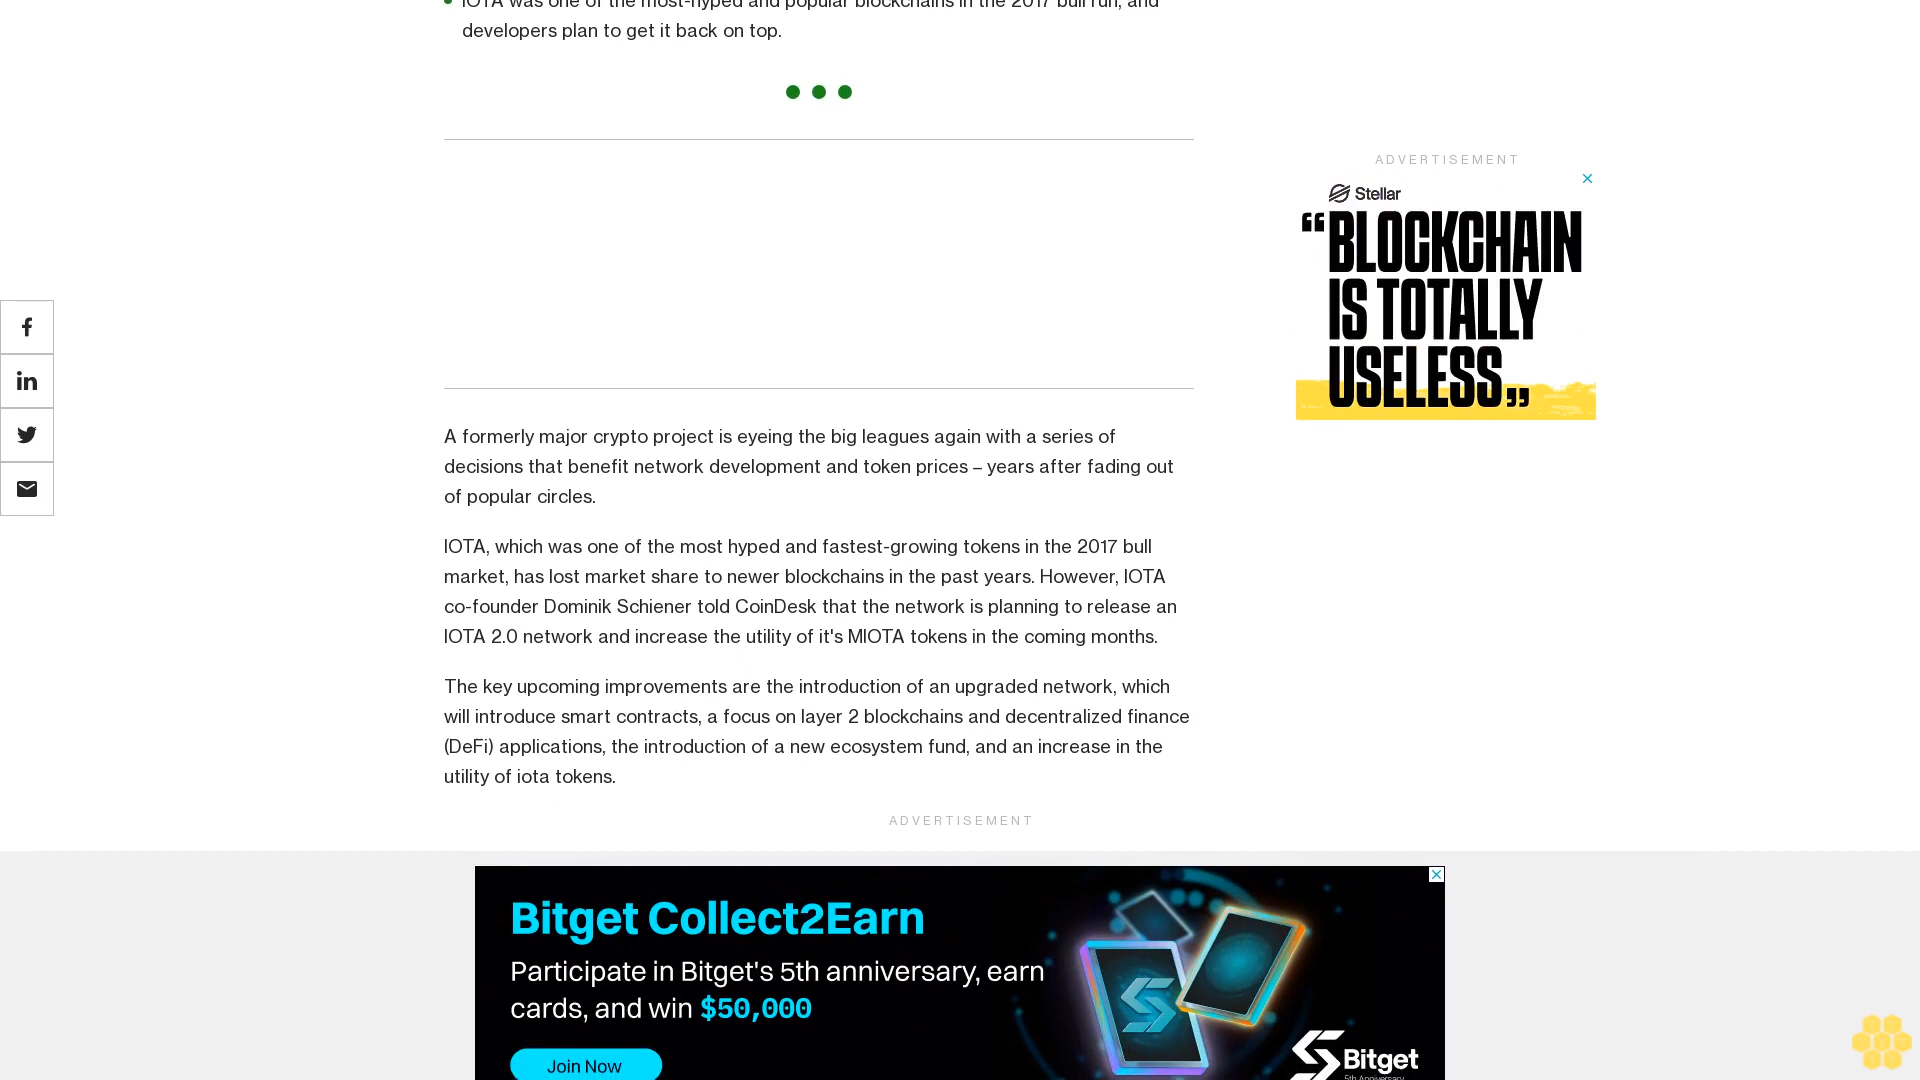 IOTA was one of the most-hyped and popular blockchains in the 2017 bull run, and
developers plan to get it back on top.
ADVERTISEMENT
Stellar
“BLOCKCHAIN
IS TOTALLY
USELESS„
A formerly major crypto project is eyeing the big leagues again with a series of
decisions that benefit network development and token prices – years after fading out
of popular circles.
IOTA, which was one of the most hyped and fastest-growing tokens in the 2017 bull
market, has lost market share to newer blockchains in the past years. However, IOTA
co-founder Dominik Schiener told CoinDesk that the network is planning to release an
IOTA 2.0 network and increase the utility of it's MIOTA tokens in the coming months.
The key upcoming improvements are the introduction of an upgraded network, which
will introduce smart contracts, a focus on layer 2 blockchains and decentralized finance
(DeFi) applications, the introduction of a new ecosystem fund, and an increase in the
utility of iota tokens.
ADVERTISEMENT
Bitget Collect2Earn
Participate in Bitget's 5th anniversary, earn
cards, and win $50,000
Join Now
Bitget
5th Anniversary